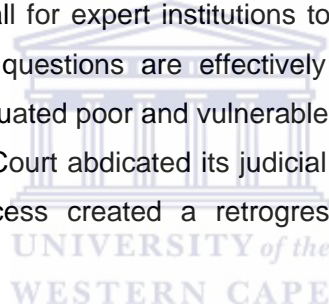 all for expert institutions to
questions are effectively
uated poor and vulnerable
Court abdicated its judicial
cess created a retrogres
UNIVERSITY of the
WESTERN CAPE